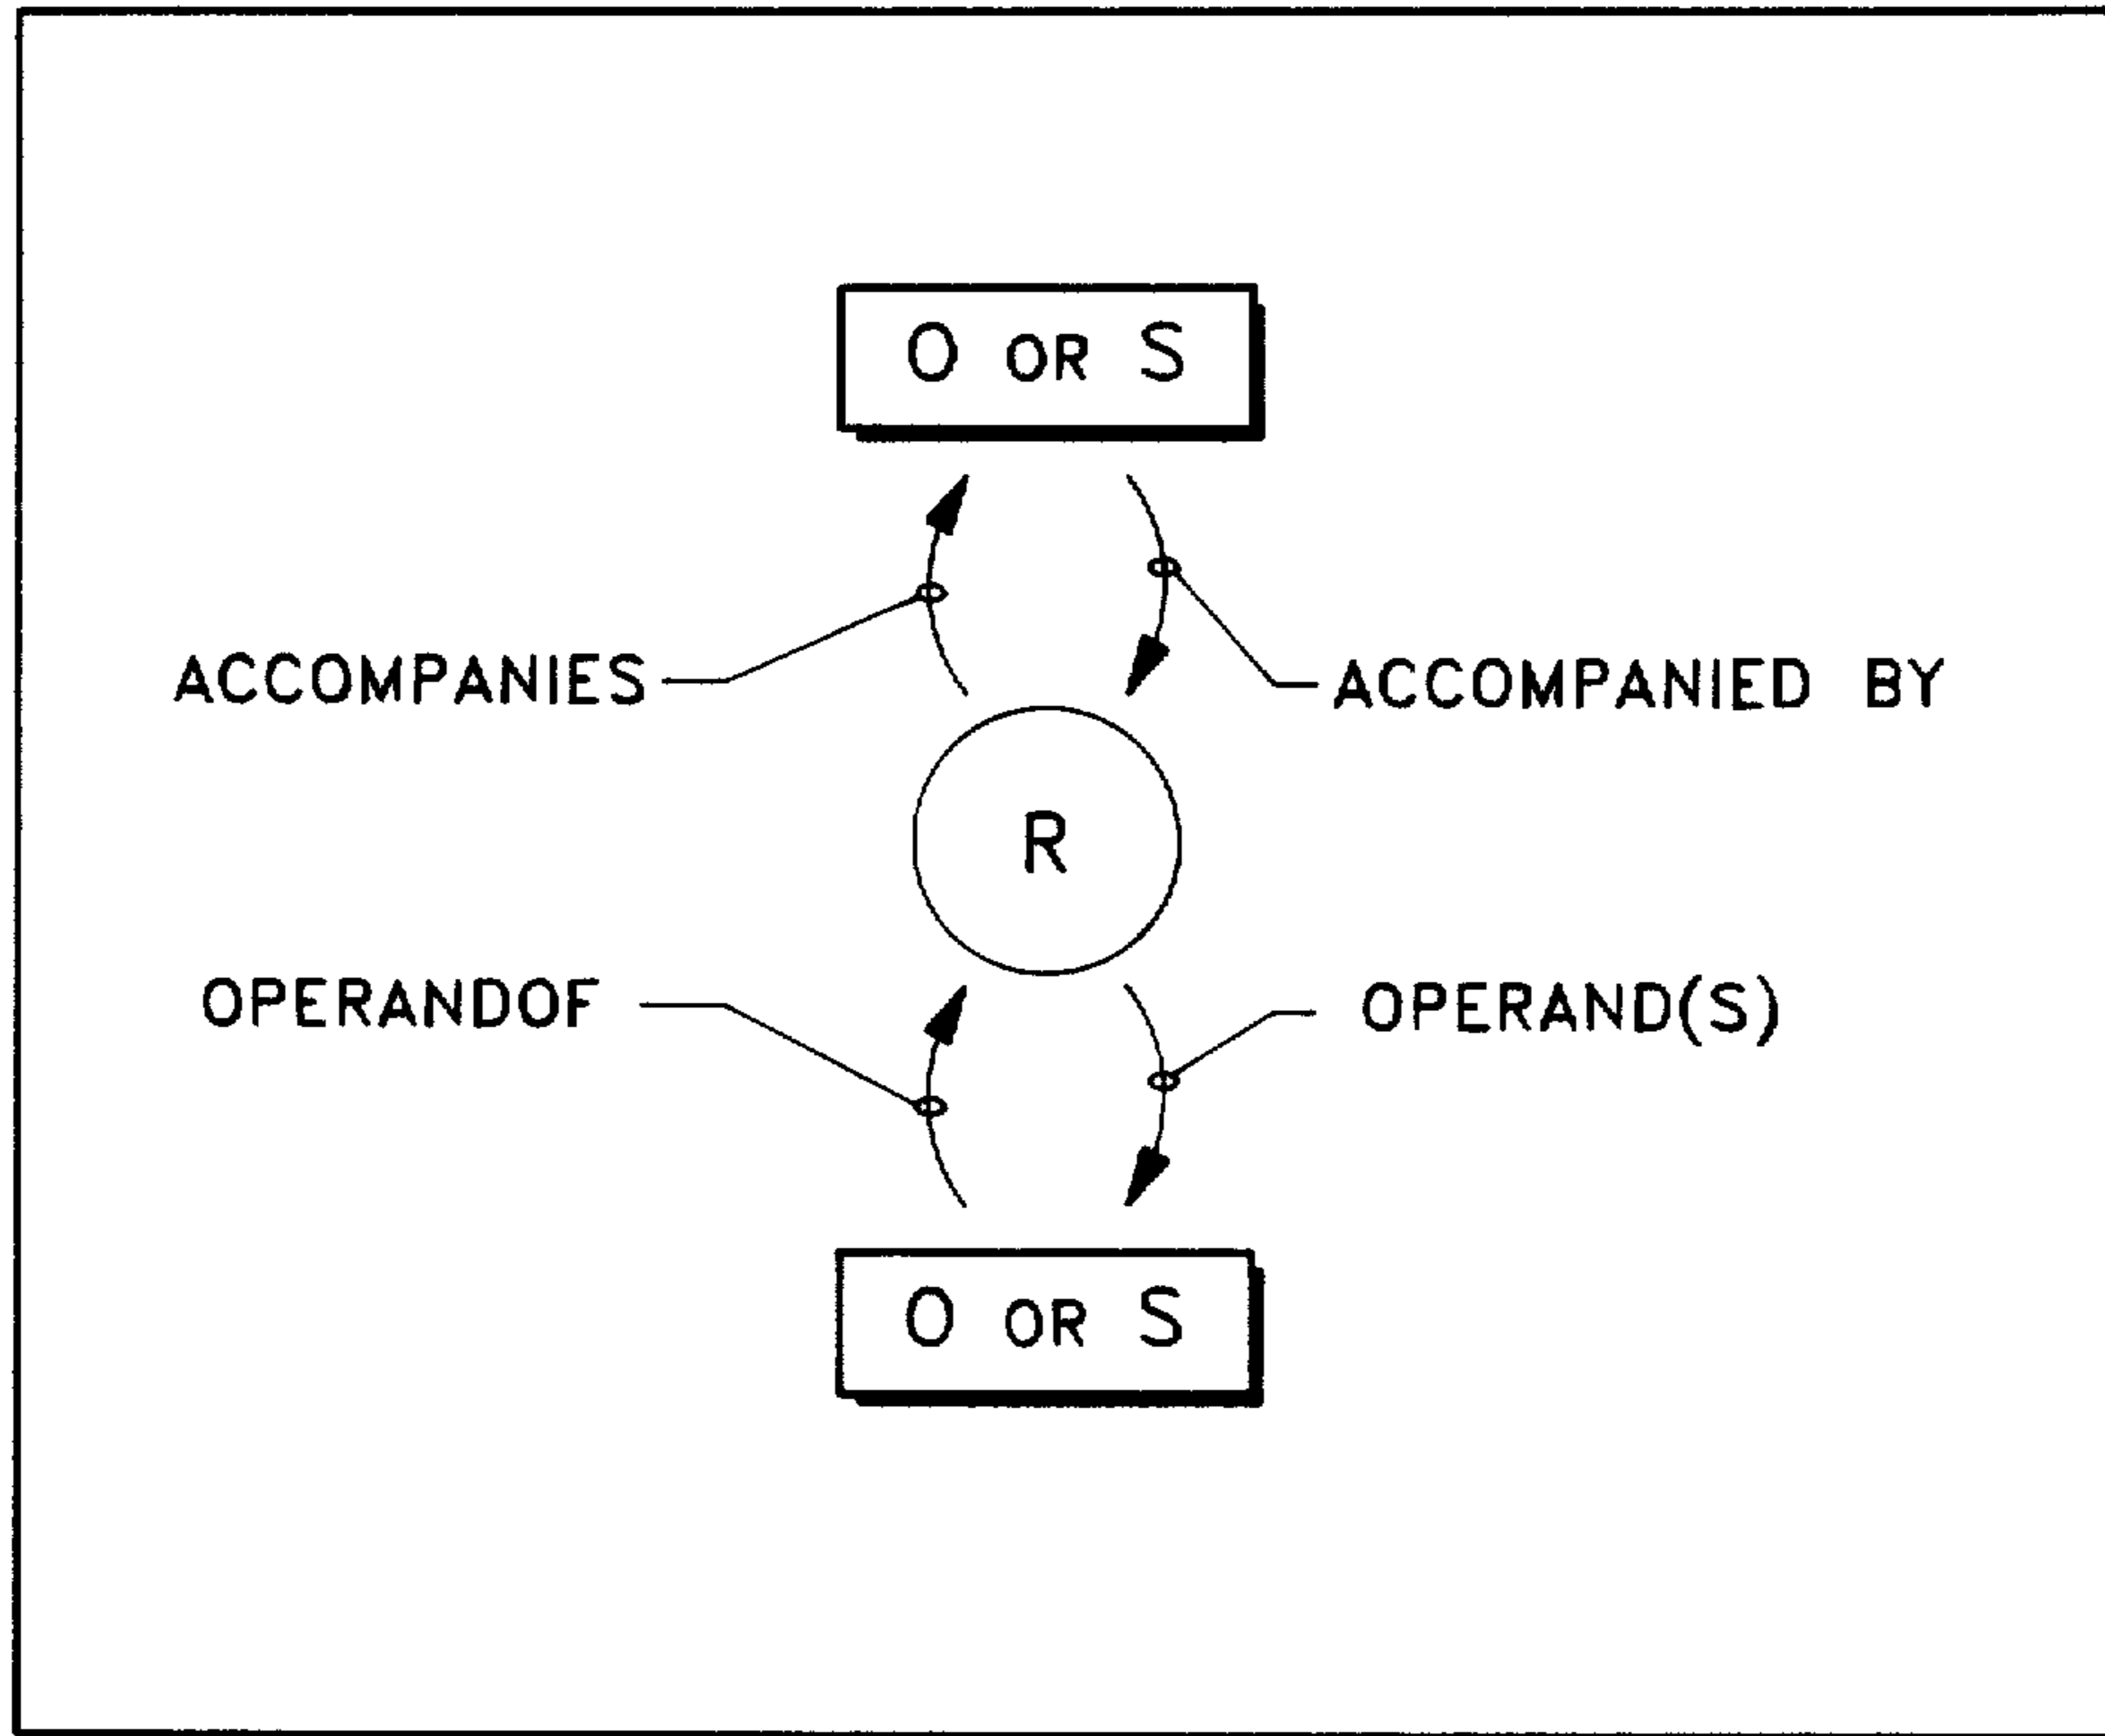 O OR S
ACCOMPANIES
ACCOMPANIED BY
R
OPERANDOF
OPERAND(S)
O OR S